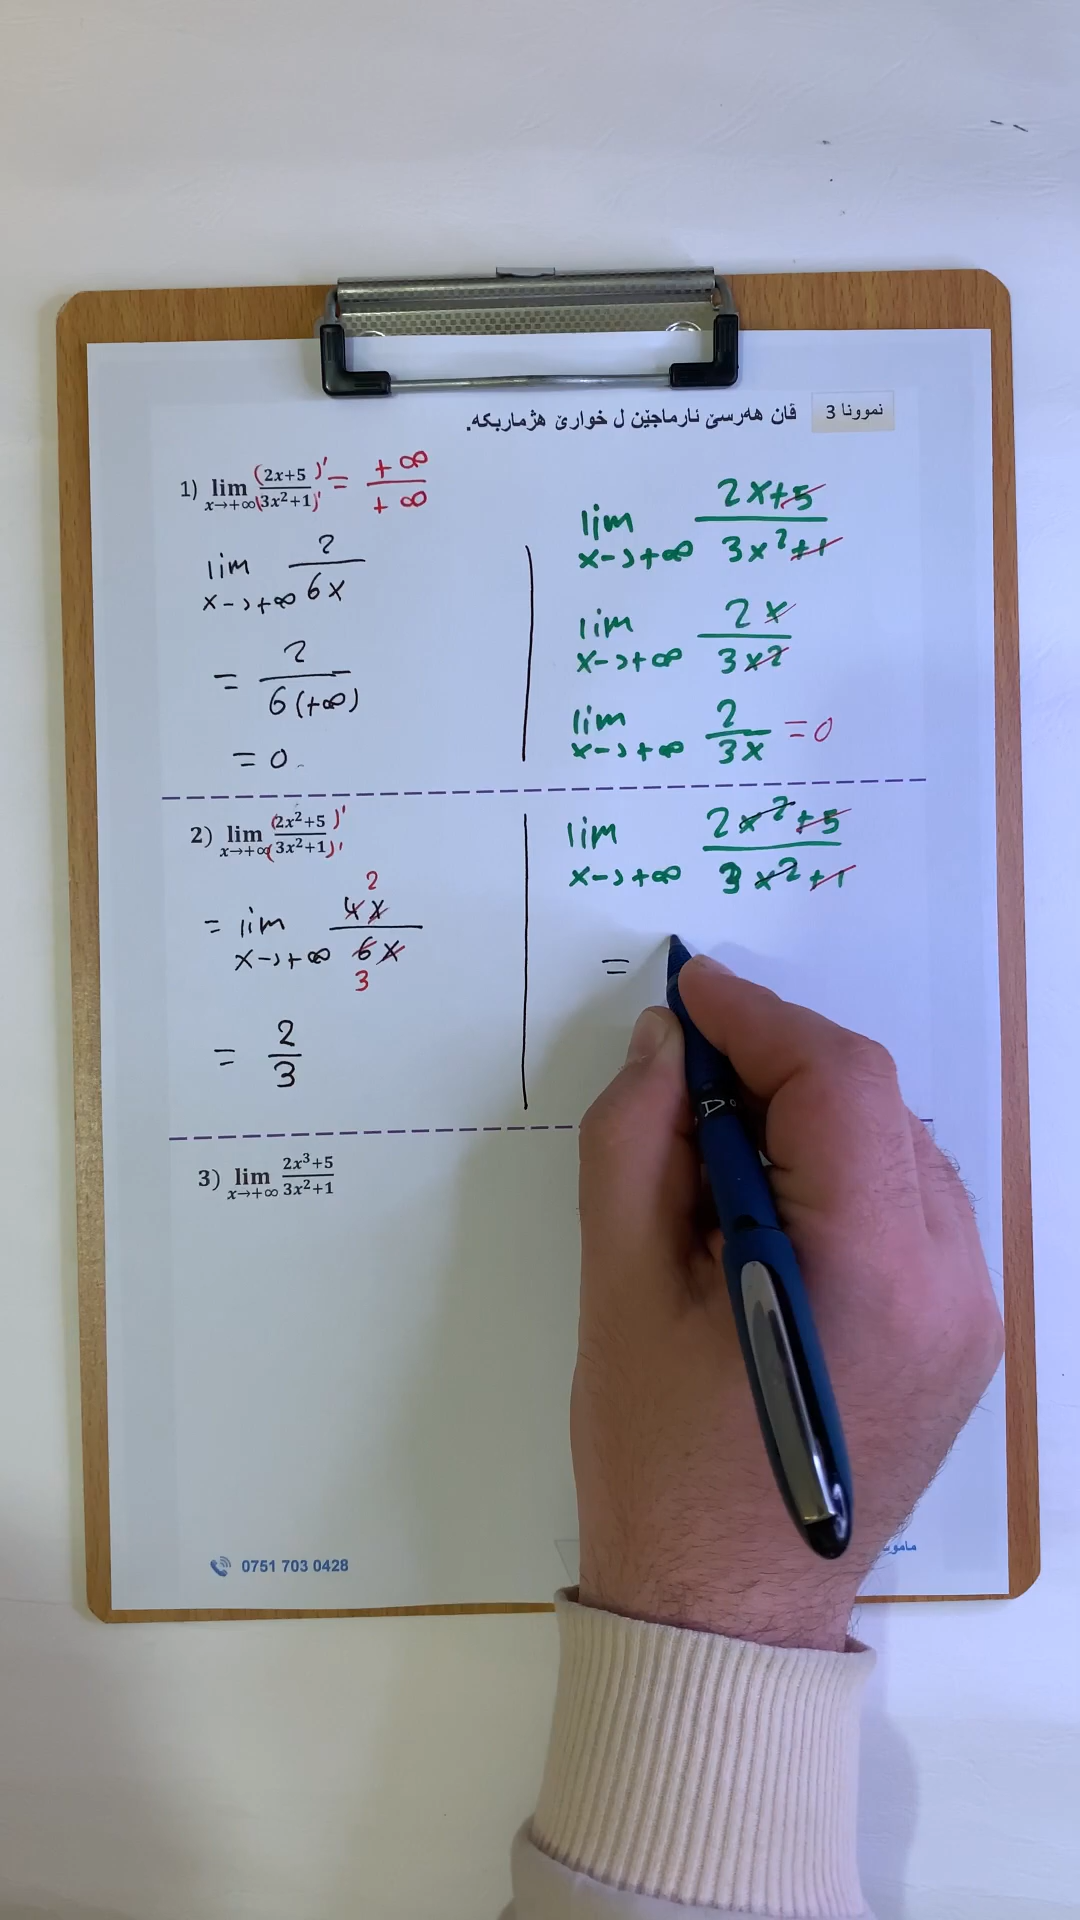 نموونا 3
ڤان هەرسێ ئارماجێن ل خوارێ هژماربکە.
1) lim x→+∞ (2x+5)' / (3x²+1)' = +∞ / +∞
lim x→+∞ 2 / 6x
= 2 / 6(+∞)
= 0
lim x→+∞ 2x+5 / 3x²+1
lim x→+∞ 2x / 3x²
lim x→+∞ 2 / 3x = 0
2) lim x→+∞ (2x²+5)' / (3x²+1)'
= lim x→+∞ 4x / 6x
2
3
= 2 / 3
lim x→+∞ 2x²+5 / 3x²+1
=
3) lim x→+∞ 2x³+5 / 3x²+1
0751 703 0428